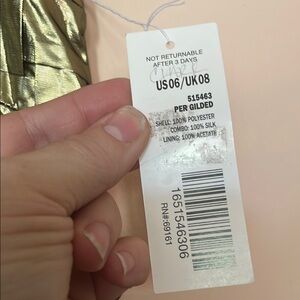 NOT RETURNABLE
AFTER 3 DAYS
US06/UK08
515463
PER GILDED
SHELL: 100% POLYESTER
COMBO: 100% SILK
LINING: 100% ACETATE
1651546306
RN#:69161